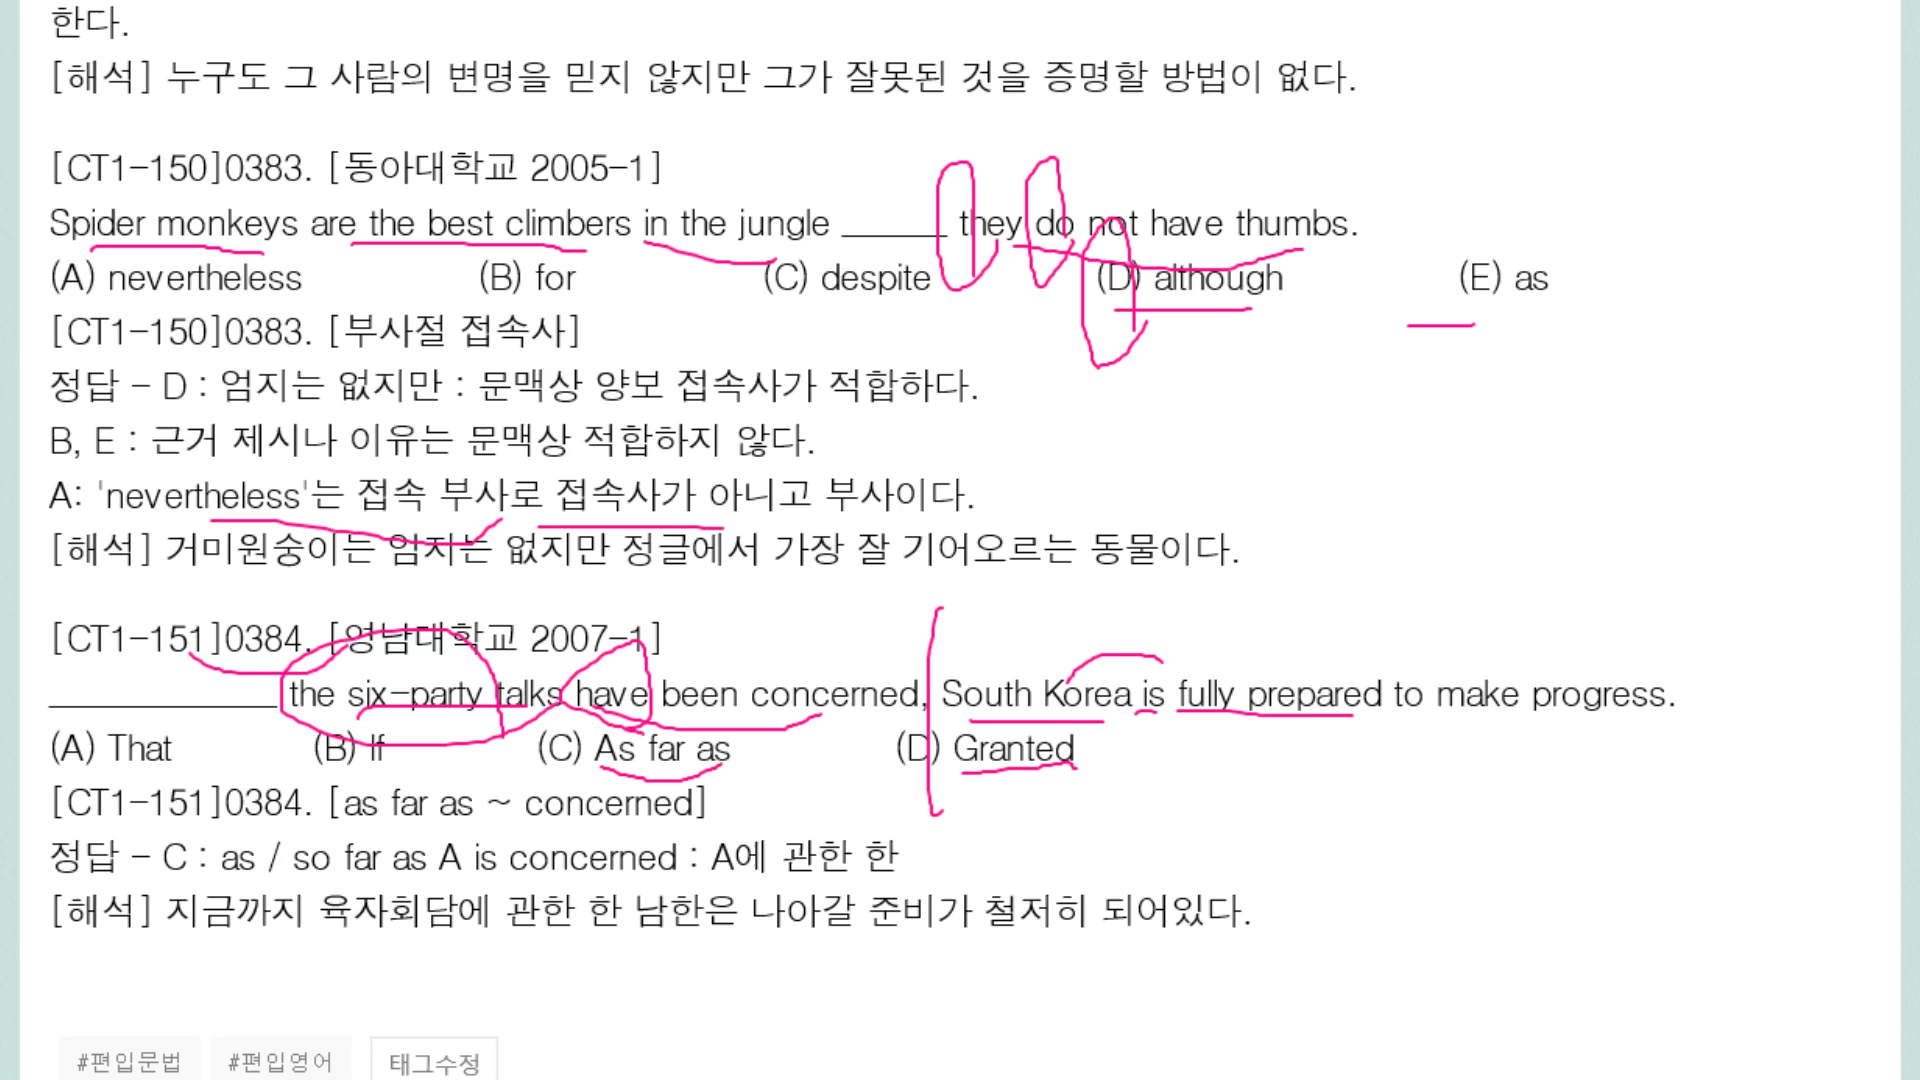 한다.
[해석] 누구도 그 사람의 변명을 믿지 않지만 그가 잘못된 것을 증명할 방법이 없다.
[CT1-150]0383. [동아대학교 2005-1]
Spider monkeys are the best climbers in the jungle ______ they do not have thumbs.
(A) nevertheless (B) for (C) despite (D) although (E) as
[CT1-150]0383. [부사절 접속사]
정답 - D : 엄지는 없지만 : 문맥상 양보 접속사가 적합하다.
B, E : 근거 제시나 이유는 문맥상 적합하지 않다.
A: 'nevertheless'는 접속 부사로 접속사가 아니고 부사이다.
[해석] 거미원숭이는 엄지는 없지만 정글에서 가장 잘 기어오르는 동물이다.
[CT1-151]0384. [영남대학교 2007-1]
_____________ the six-party talks have been concerned, South Korea is fully prepared to make progress.
(A) That (B) If (C) As far as (D) Granted
[CT1-151]0384. [as far as ~ concerned]
정답 - C : as / so far as A is concerned : A에 관한 한
[해석] 지금까지 육자회담에 관한 한 남한은 나아갈 준비가 철저히 되어있다.
#편입문법 #편입영어 태그수정